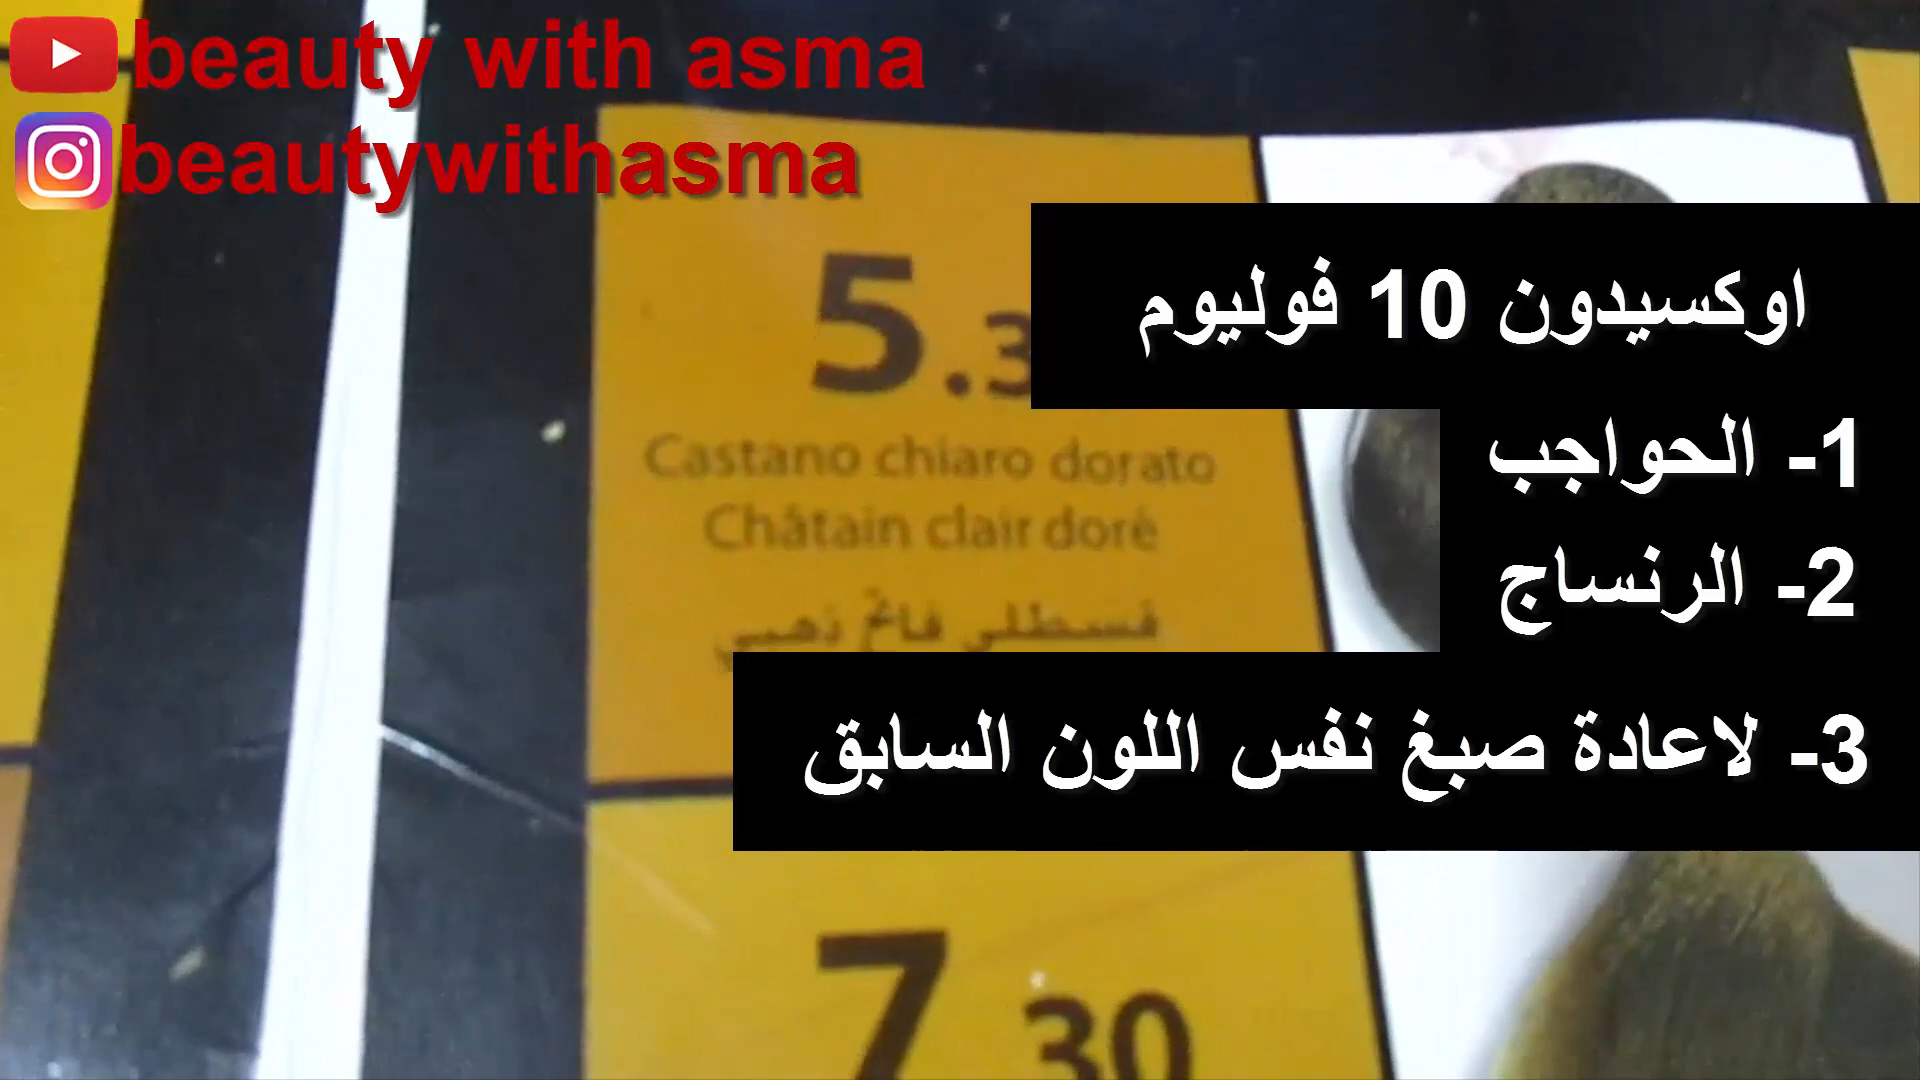 beauty with asma
beautywithasma
5.3
Castano chiaro dorato
Châtain clair doré
قسطلي فاتح ذهبي
7 30
اوكسيدون 10 فوليوم
1- الحواجب
2- الرنساج
3- لاعادة صبغ نفس اللون السابق